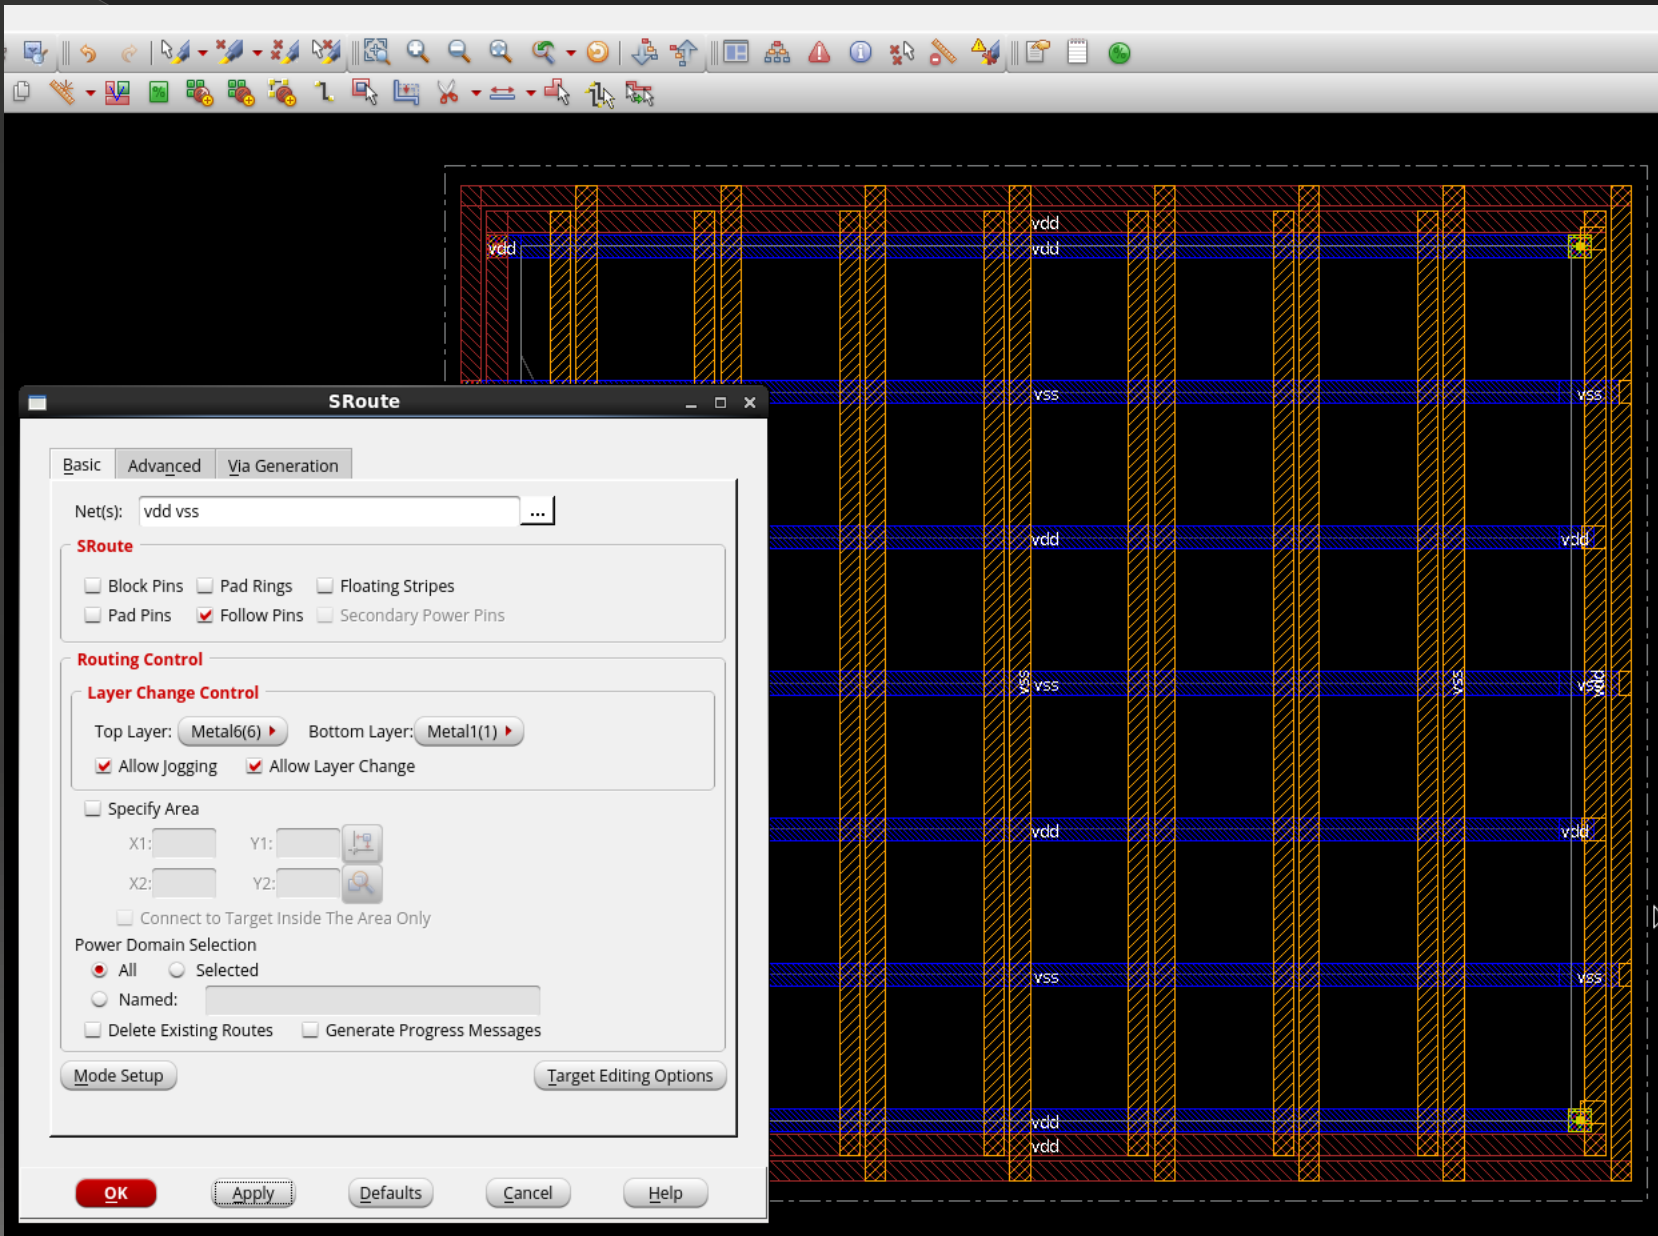 vdd
vdd
vdd
vss
vss
SRoute
Basic
Advanced
Via Generation
Net(s):
vdd vss
...
SRoute
Block Pins
Pad Rings
Floating Stripes
Pad Pins
Follow Pins
Secondary Power Pins
Routing Control
Layer Change Control
Top Layer:
Metal6(6)
Bottom Layer:
Metal1(1)
Allow Jogging
Allow Layer Change
Specify Area
X1:
Y1:
X2:
Y2:
Connect to Target Inside The Area Only
Power Domain Selection
All
Selected
Named:
Delete Existing Routes
Generate Progress Messages
Mode Setup
Target Editing Options
OK
Apply
Defaults
Cancel
Help
vdd
vdd
vss
vss
vss
vss
vdd
vdd
vdd
vss
vss
vdd
vdd